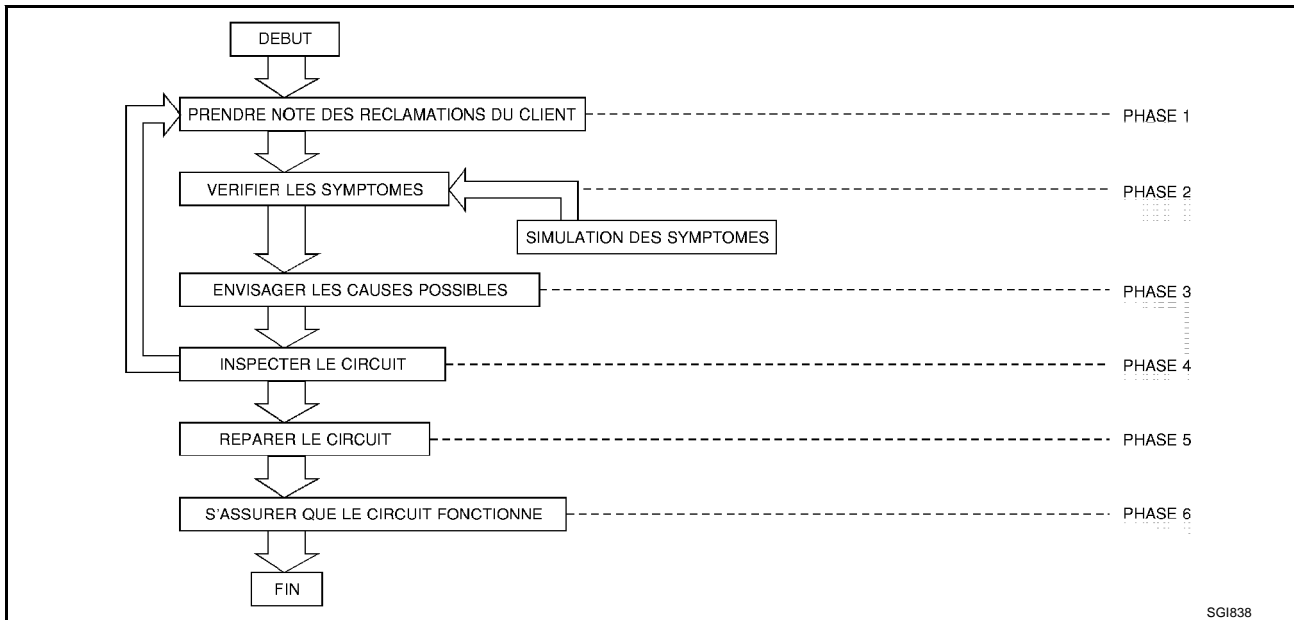 DEBUT
PRENDRE NOTE DES RECLAMATIONS DU CLIENT
PHASE 1
VERIFIER LES SYMPTOMES
PHASE 2
SIMULATION DES SYMPTOMES
ENVISAGER LES CAUSES POSSIBLES
PHASE 3
INSPECTER LE CIRCUIT
PHASE 4
REPARER LE CIRCUIT
PHASE 5
S'ASSURER QUE LE CIRCUIT FONCTIONNE
PHASE 6
FIN
SGI838